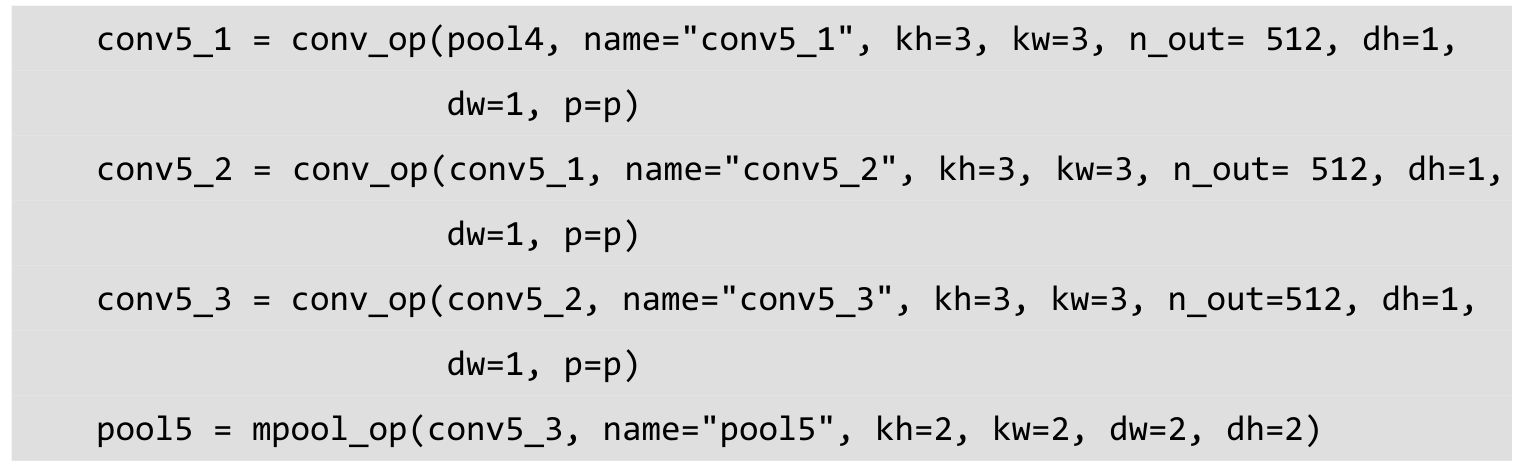 conv5_1 = conv_op(pool4, name="conv5_1", kh=3, kw=3, n_out= 512, dh=1,
dw=1, p=p)
conv5_2 = conv_op(conv5_1, name="conv5_2", kh=3, kw=3, n_out= 512, dh=1,
dw=1, p=p)
conv5_3 = conv_op(conv5_2, name="conv5_3", kh=3, kw=3, n_out=512, dh=1,
dw=1, p=p)
pool5 = mpool_op(conv5_3, name="pool5", kh=2, kw=2, dw=2, dh=2)